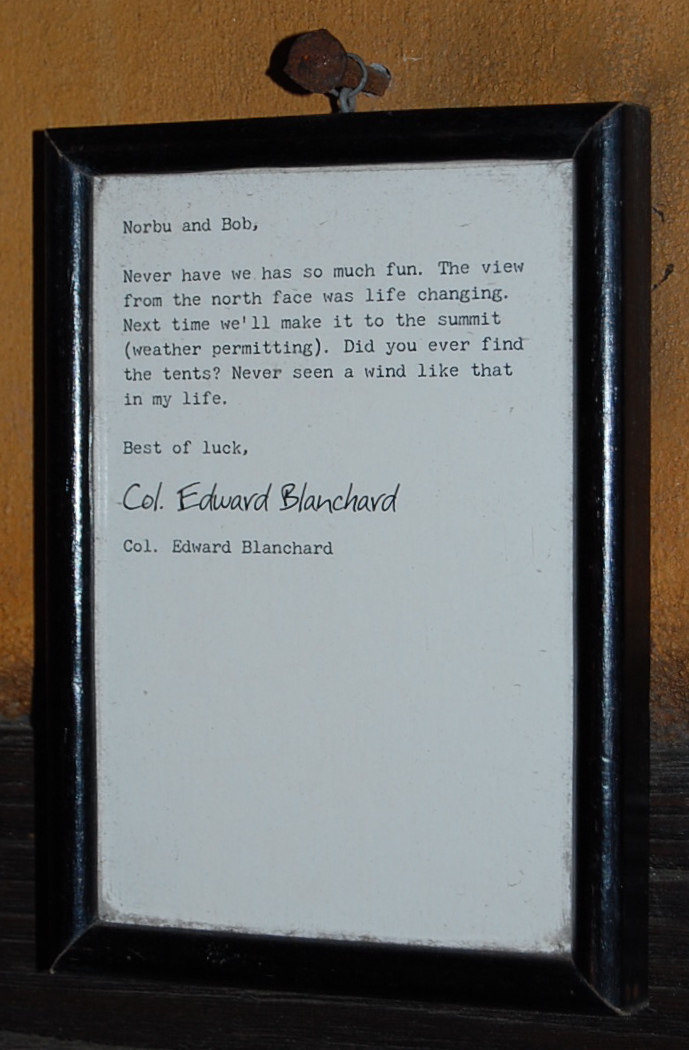 Norbu and Bob,
Never have we has so much fun. The view
from the north face was life changing.
Next time we'll make it to the summit
(weather permitting). Did you ever find
the tents? Never seen a wind like that
in my life.
Best of luck,
Col. Edward Blanchard
Col. Edward Blanchard